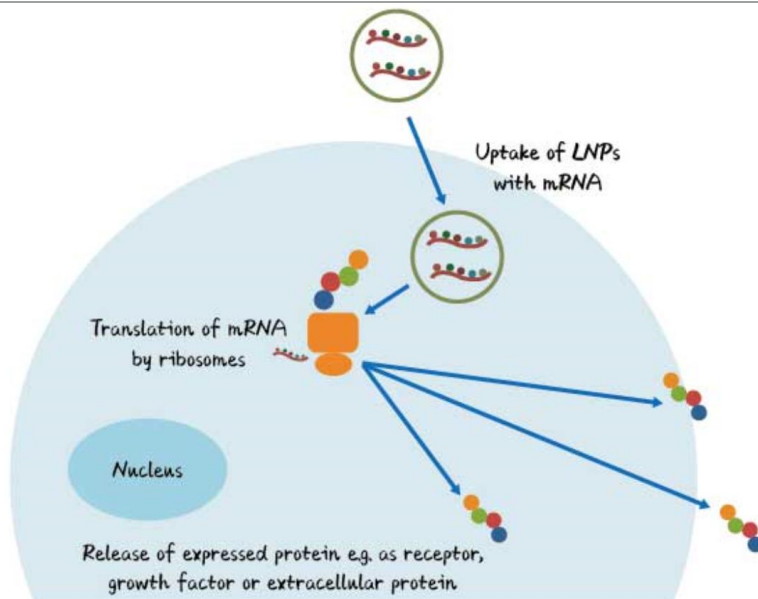 Uptake of LNPs
with mRNA
Translation of mRNA
by ribosomes
Nucleus
Release of expressed protein e.g. as receptor,
growth factor or extracellular protein